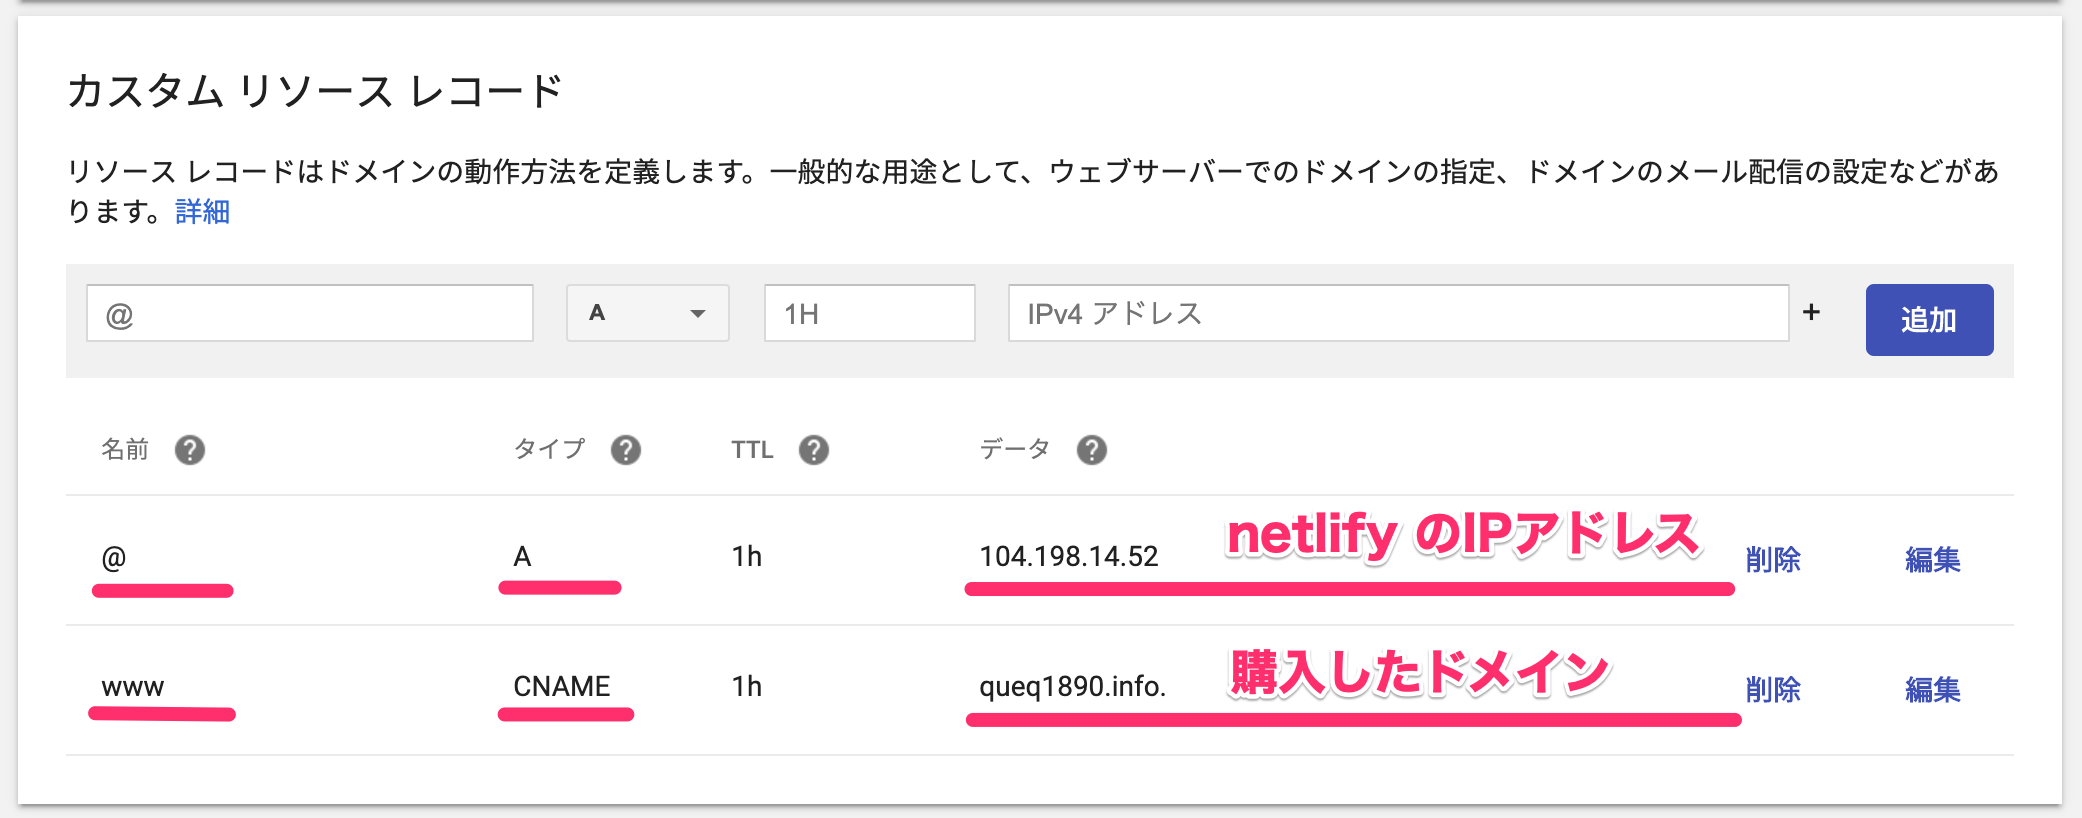 カスタム リソース レコード
リソース レコードはドメインの動作方法を定義します。一般的な用途として、ウェブサーバーでのドメインの指定、ドメインのメール配信の設定などがあ
ります。詳細
@ A 1H IPv4 アドレス + 追加
名前 ? タイプ ? TTL ? データ ?
@ A 1h 104.198.14.52 netlify のIPアドレス 削除 編集
www CNAME 1h queq1890.info. 購入したドメイン 削除 編集